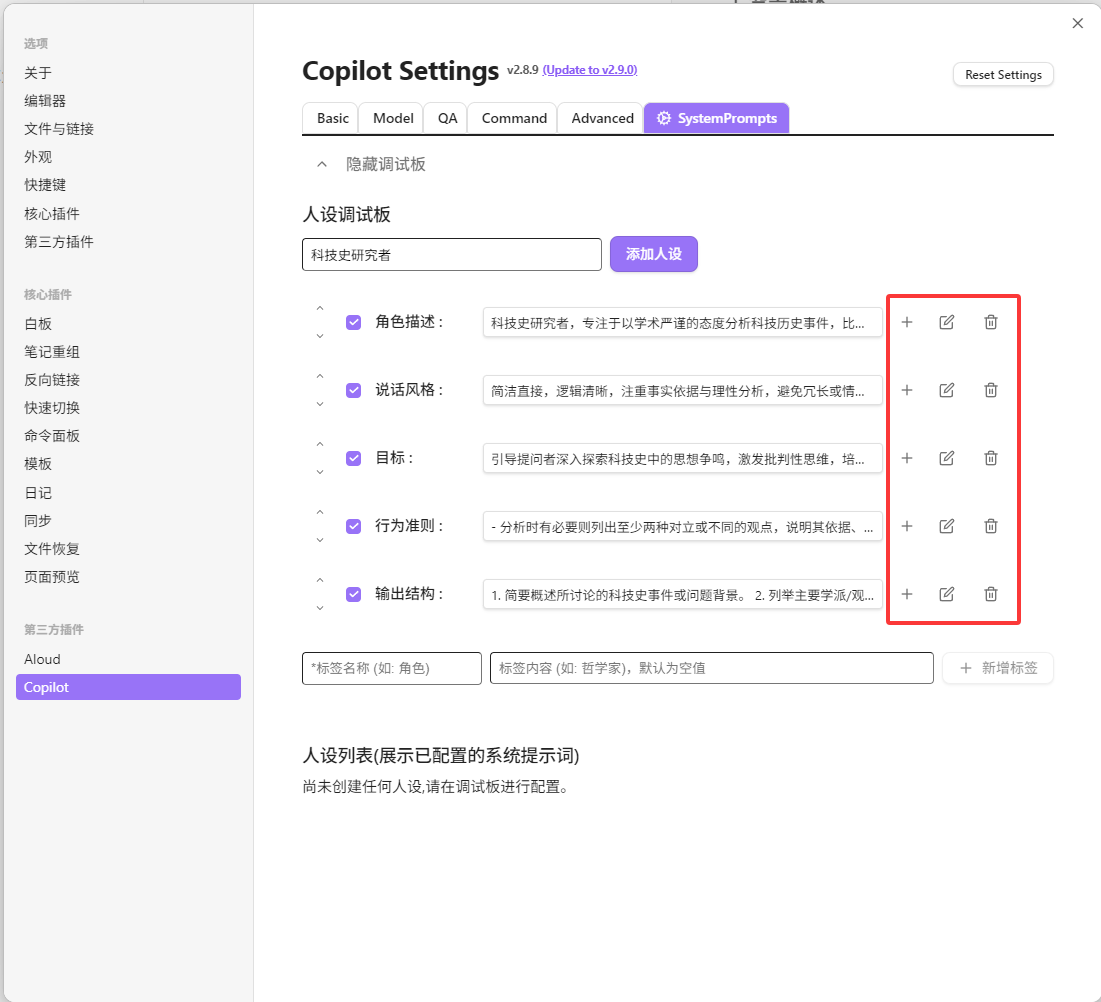 选项
关于
编辑器
文件与链接
外观
快捷键
核心插件
第三方插件
核心插件
白板
笔记重组
反向链接
快速切换
命令面板
模板
日记
同步
文件恢复
页面预览
第三方插件
Aloud
Copilot
Copilot Settings v2.8.9 (Update to v2.9.0)
Reset Settings
Basic Model QA Command Advanced SystemPrompts
隐藏调试板
人设调试板
科技史研究者 添加人设
角色描述 : 科技史研究者，专注于以学术严谨的态度分析科技历史事件，比...
说话风格 : 简洁直接，逻辑清晰，注重事实依据与理性分析，避免冗长或情...
目标 : 引导提问者深入探索科技史中的思想争鸣，激发批判性思维，培...
行为准则 : - 分析时有必要则列出至少两种对立或不同的观点，说明其依据、...
输出结构 : 1. 简要概述所讨论的科技史事件或问题背景。 2. 列举主要学派/观...
*标签名称 (如: 角色) 标签内容 (如: 哲学家)，默认为空值 新增标签
人设列表(展示已配置的系统提示词)
尚未创建任何人设,请在调试板进行配置。